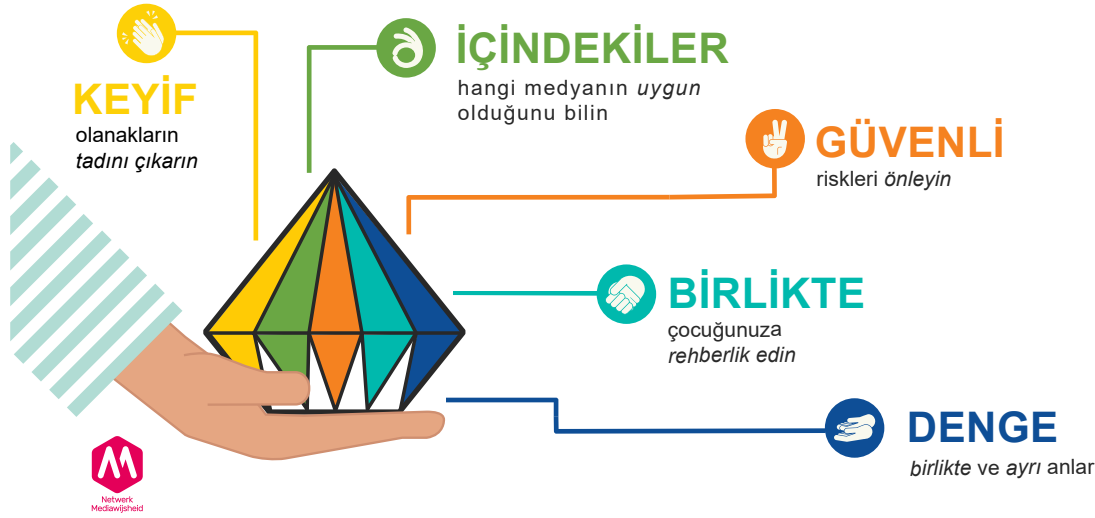 KEYİF
olanakların
tadını çıkarın
İÇİNDEKİLER
hangi medyanın uygun
olduğunu bilin
GÜVENLİ
riskleri önleyin
BİRLİKTE
çocuğunuza
rehberlik edin
DENGE
birlikte ve ayrı anlar
Netwerk
Mediawijsheid